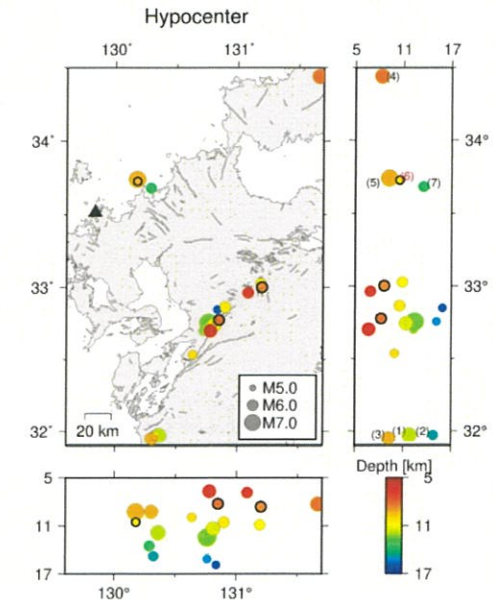 Hypocenter
130˚ 131˚ 5 11 17
(4)
34˚ 34˚
(5) (6) (7)
33˚ 33˚
M5.0
M6.0
M7.0
20 km
32˚ (3) (1) (2) 32˚
Depth [km]
5 5
11 11
17 17
130˚ 131˚